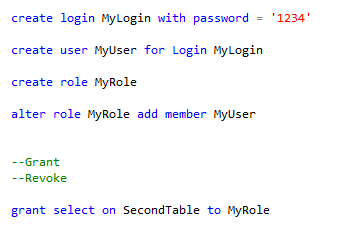 create login MyLogin with password = '1234'
create user MyUser for Login MyLogin
create role MyRole
alter role MyRole add member MyUser
--Grant
--Revoke
grant select on SecondTable to MyRole